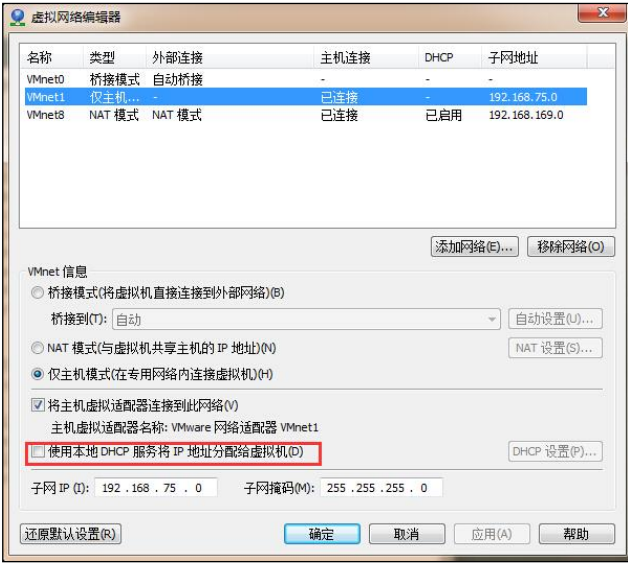 虚拟网络编辑器
名称 类型 外部连接 主机连接 DHCP 子网地址
VMnet0 桥接模式 自动桥接 - - -
VMnet1 仅主机... - 已连接 - 192.168.75.0
VMnet8 NAT 模式 NAT 模式 已连接 已启用 192.168.169.0
添加网络(E)... 移除网络(O)
VMnet 信息
桥接模式(将虚拟机直接连接到外部网络)(B)
桥接到(T): 自动 自动设置(U)...
NAT 模式(与虚拟机共享主机的 IP 地址)(N) NAT 设置(S)...
仅主机模式(在专用网络内连接虚拟机)(H)
将主机虚拟适配器连接到此网络(V)
主机虚拟适配器名称: VMware 网络适配器 VMnet1
使用本地 DHCP 服务将 IP 地址分配给虚拟机(D) DHCP 设置(P)...
子网 IP (I): 192 . 168 . 75 . 0 子网掩码(M): 255 . 255 . 255 . 0
还原默认设置(R) 确定 取消 应用(A) 帮助